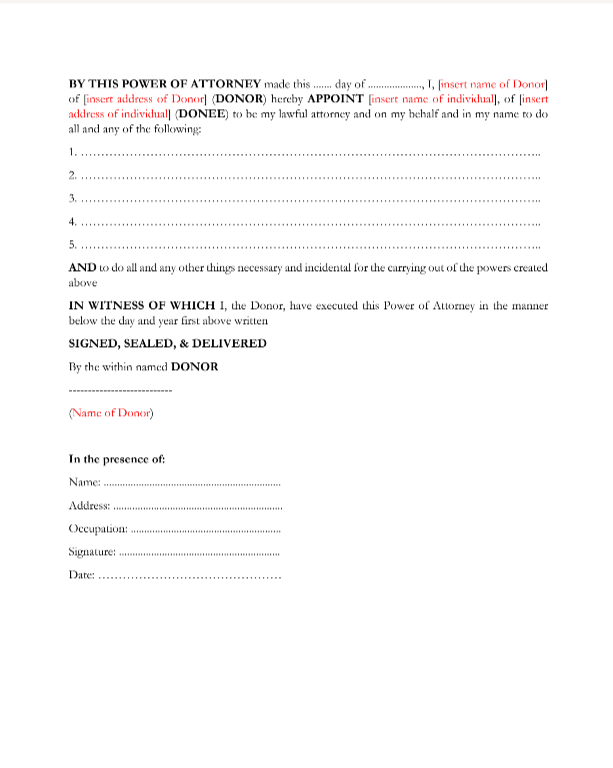 BY THIS POWER OF ATTORNEY made this ....... day of ...................., I, [insert name of Donor]
of [insert address of Donor] (DONOR) hereby APPOINT [insert name of individual], of [insert
address of individual] (DONEE) to be my lawful attorney and on my behalf and in my name to do
all and any of the following:
1. ........................................................................................................
2. ........................................................................................................
3. ........................................................................................................
4. ........................................................................................................
5. ........................................................................................................
AND to do all and any other things necessary and incidental for the carrying out of the powers created
above
IN WITNESS OF WHICH I, the Donor, have executed this Power of Attorney in the manner
below the day and year first above written
SIGNED, SEALED, & DELIVERED
By the within named DONOR
---------------------------
(Name of Donor)
In the presence of:
Name: ..................................................................
Address: ...............................................................
Occupation: ........................................................
Signature: ............................................................
Date: .............................................